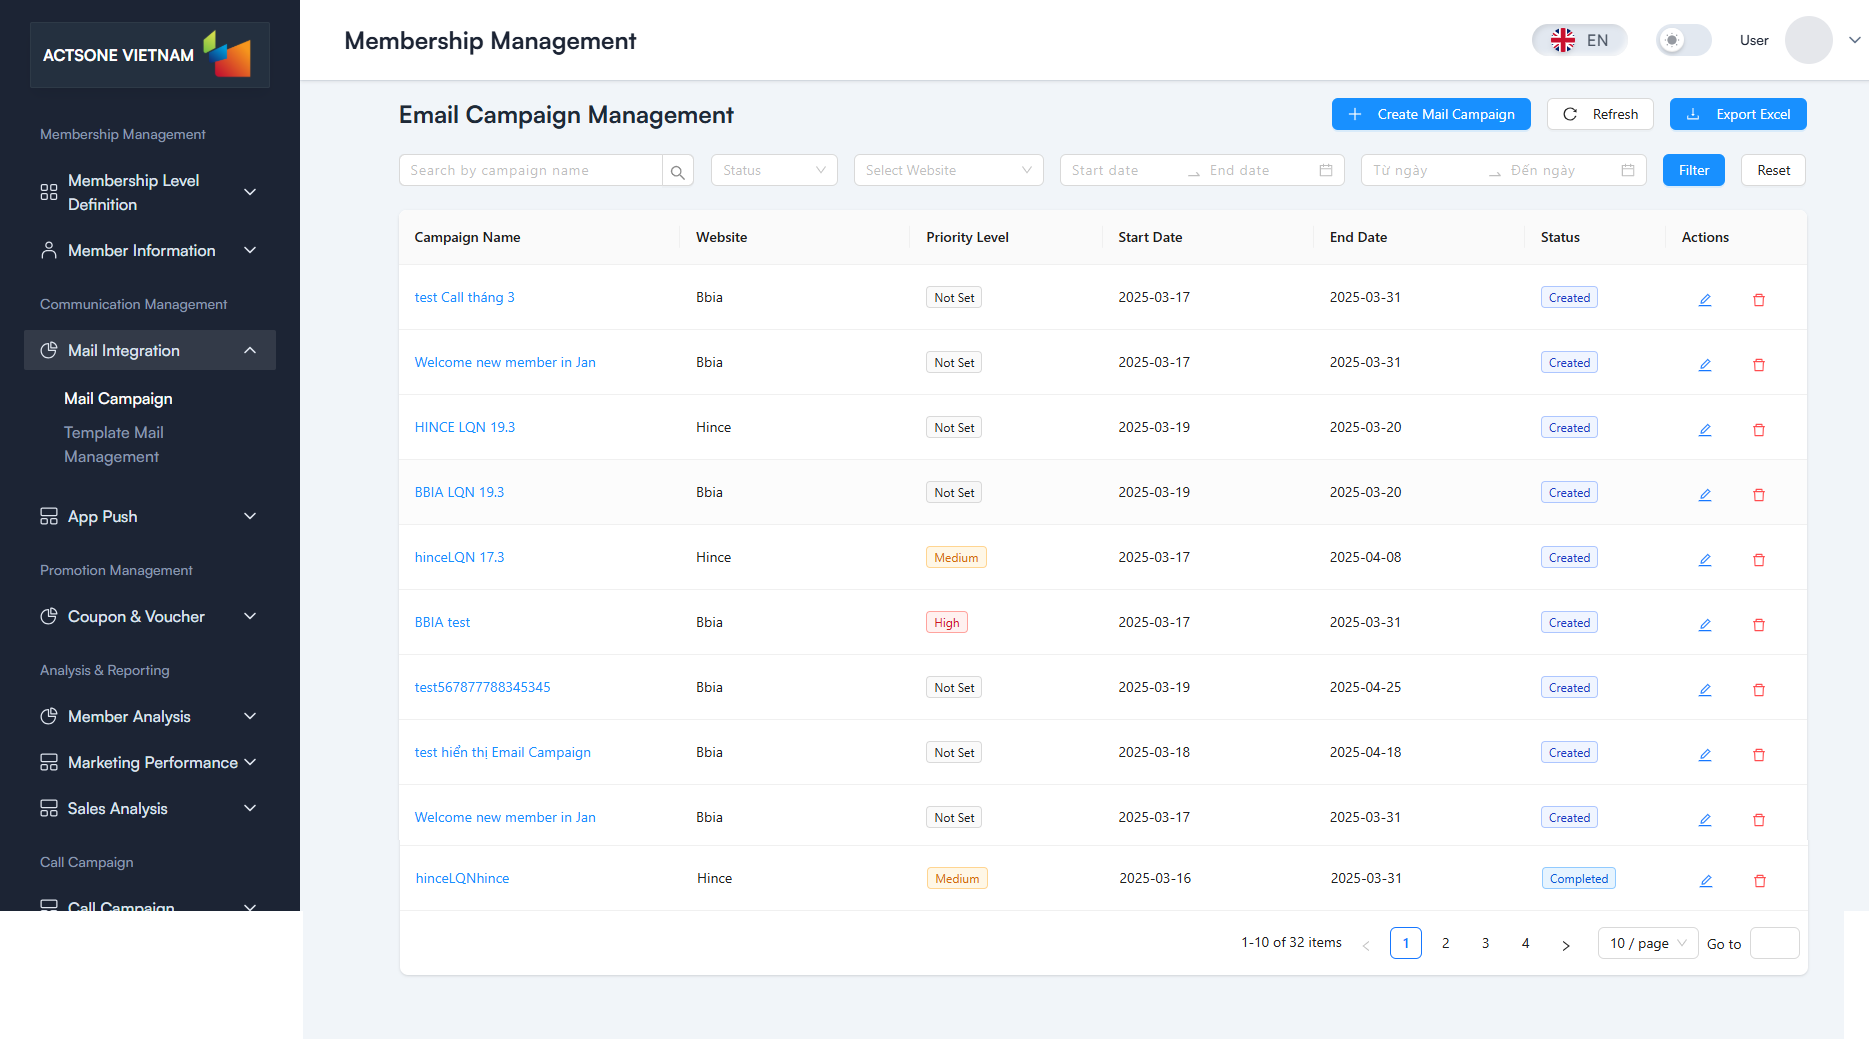 ACTSONE VIETNAM
Membership Management
EN
User
Membership Management
Membership Level
Definition
Member Information
Communication Management
Mail Integration
Mail Campaign
Template Mail
Management
App Push
Promotion Management
Coupon & Voucher
Analysis & Reporting
Member Analysis
Marketing Performance
Sales Analysis
Call Campaign
Call Campaign
Email Campaign Management
Create Mail Campaign
Refresh
Export Excel
Search by campaign name
Status
Select Website
Start date
End date
Từ ngày
Đến ngày
Filter
Reset
Campaign Name Website Priority Level Start Date End Date Status Actions
test Call tháng 3 Bbia Not Set 2025-03-17 2025-03-31 Created
Welcome new member in Jan Bbia Not Set 2025-03-17 2025-03-31 Created
HINCE LQN 19.3 Hince Not Set 2025-03-19 2025-03-20 Created
BBIA LQN 19.3 Bbia Not Set 2025-03-19 2025-03-20 Created
hinceLQN 17.3 Hince Medium 2025-03-17 2025-04-08 Created
BBIA test Bbia High 2025-03-17 2025-03-31 Created
test567877788345345 Bbia Not Set 2025-03-19 2025-04-25 Created
test hiển thị Email Campaign Bbia Not Set 2025-03-18 2025-04-18 Created
Welcome new member in Jan Bbia Not Set 2025-03-17 2025-03-31 Created
hinceLQNhince Hince Medium 2025-03-16 2025-03-31 Completed
1-10 of 32 items < 1 2 3 4 > 10 / page Go to